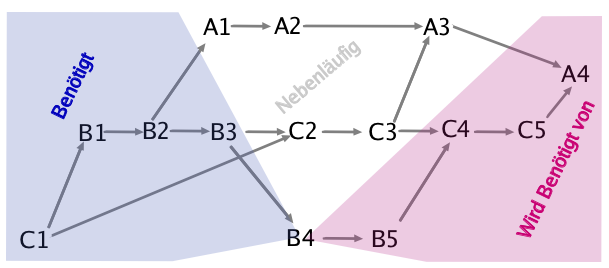 A1 A2 A3
A4
Benötigt
Nebenläufig
B1 B2 B3 C2 C3 C4 C5
Wird Benötigt von
C1 B4 B5